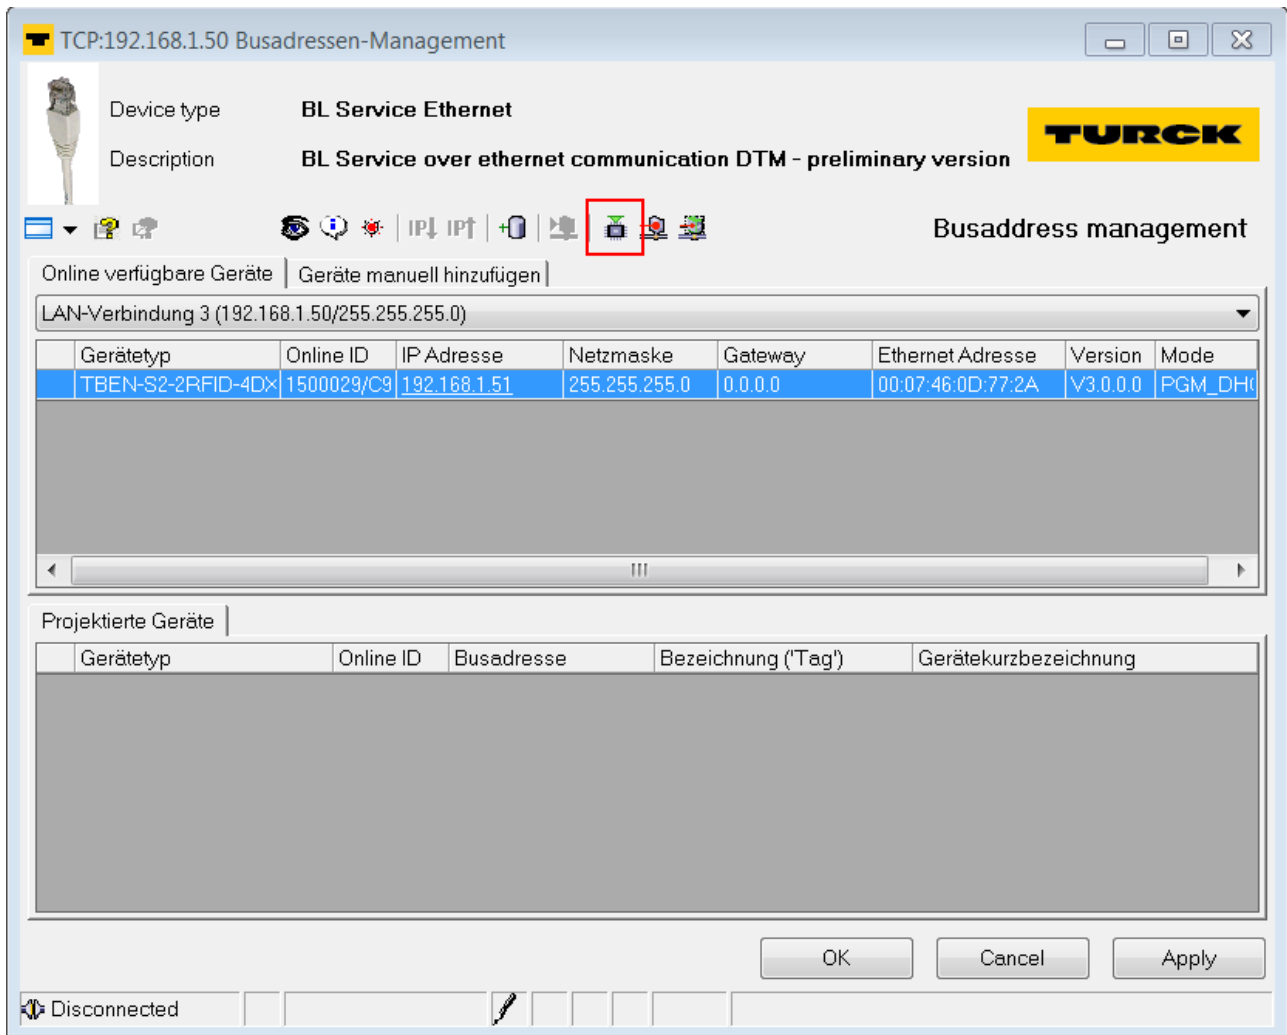 TCP:192.168.1.50 Busadressen-Management
Device type BL Service Ethernet
TURCK
Description BL Service over ethernet communication DTM - preliminary version
IP IP Busaddress management
Online verfügbare Geräte Geräte manuell hinzufügen
LAN-Verbindung 3 (192.168.1.50/255.255.255.0)
Gerätetyp Online ID IP Adresse Netzmaske Gateway Ethernet Adresse Version Mode
TBEN-S2-2RFID-4DX 1500029/C9 192.168.1.51 255.255.255.0 0.0.0.0 00:07:46:0D:77:2A V3.0.0.0 PGM_DH
Projektierte Geräte
Gerätetyp Online ID Busadresse Bezeichnung ('Tag') Gerätekurzbezeichnung
OK Cancel Apply
Disconnected